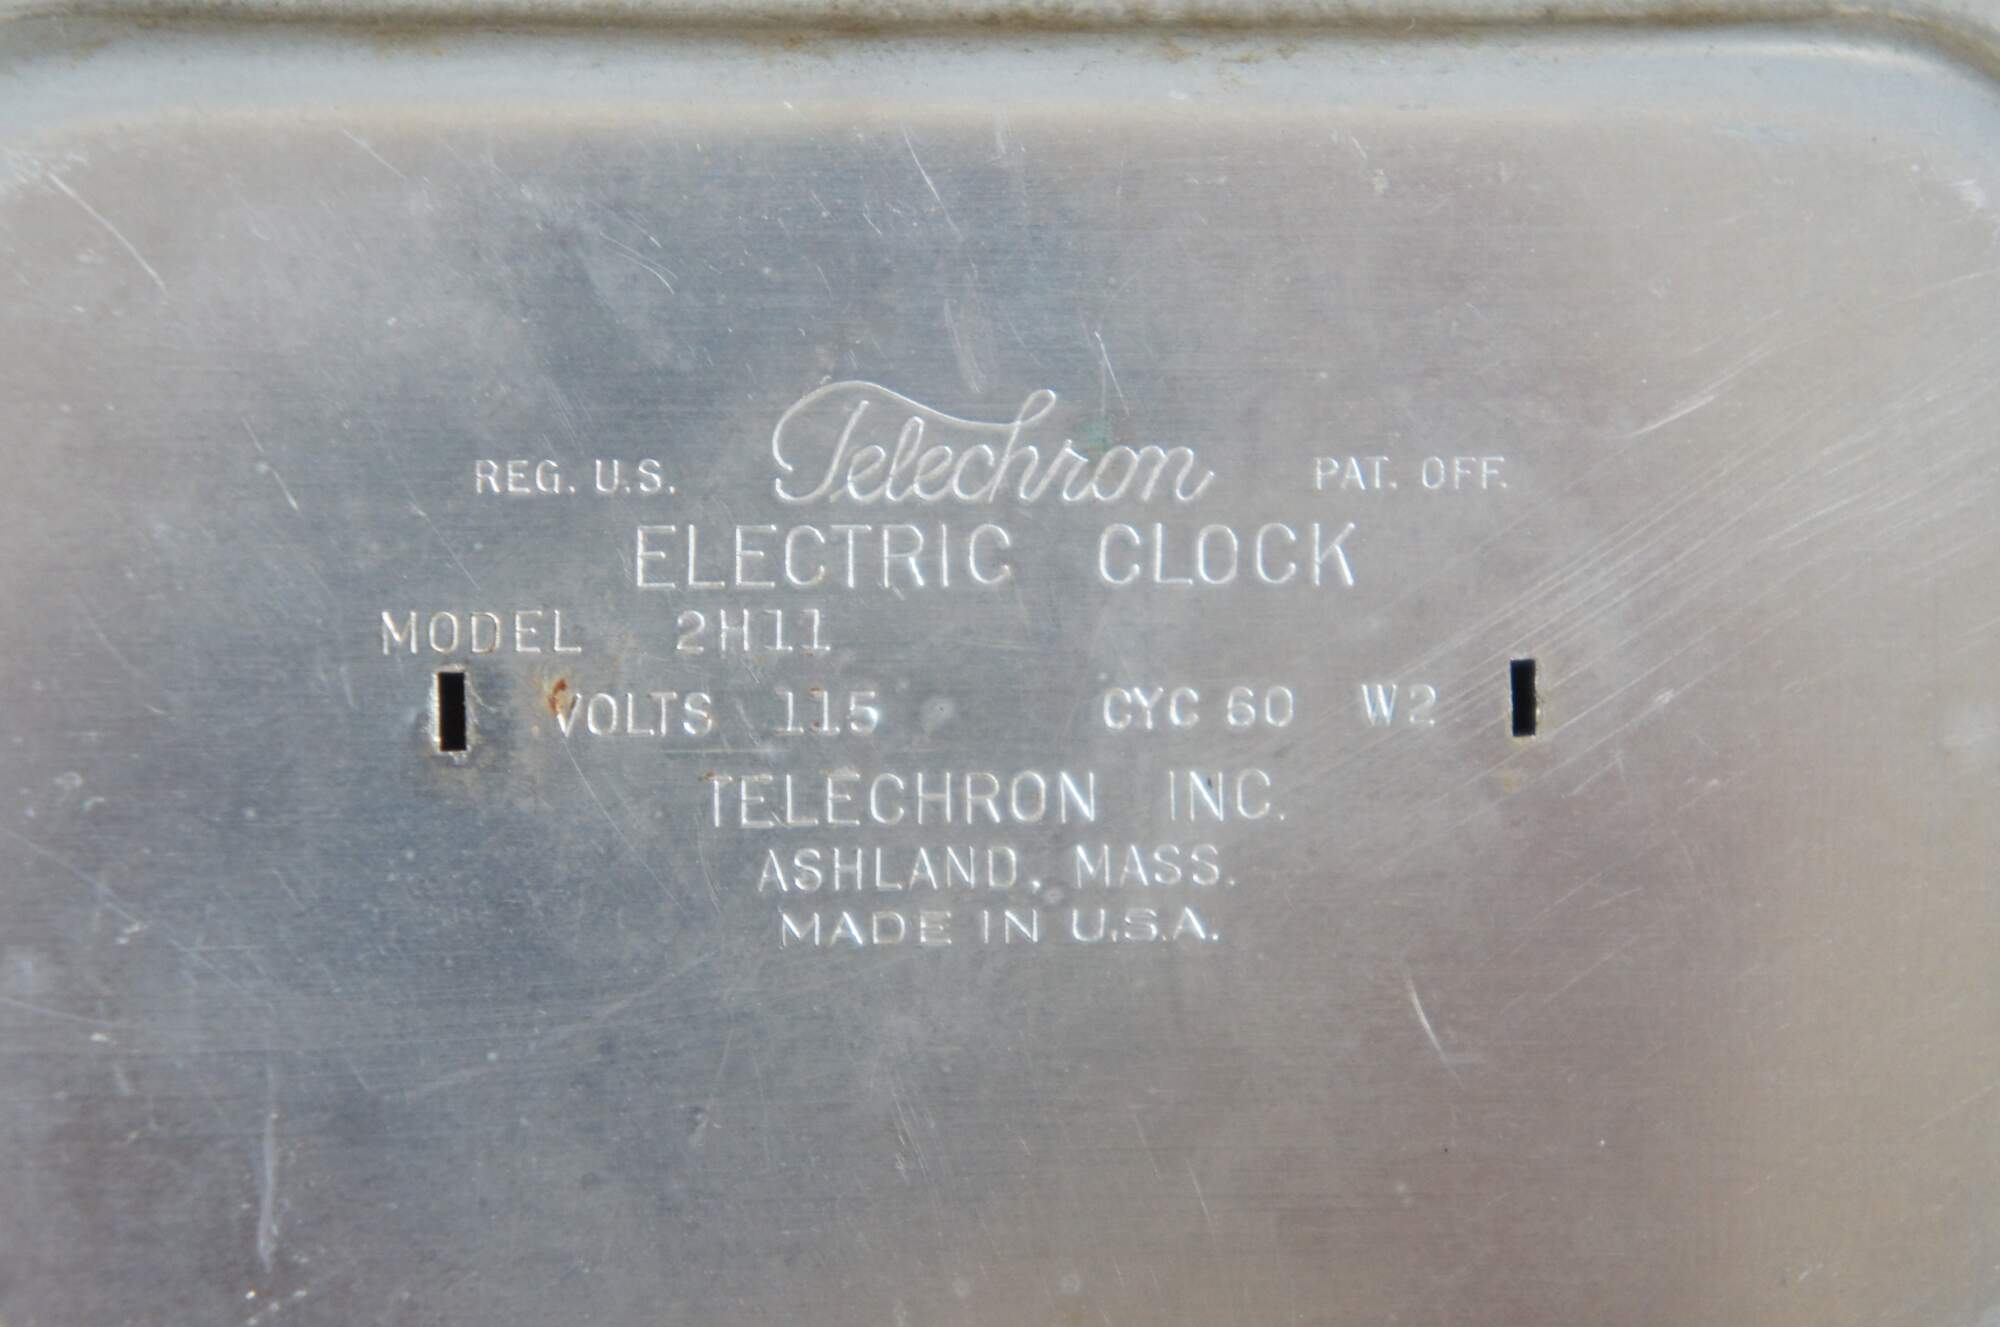 REG. U.S. Telechron PAT. OFF.
ELECTRIC CLOCK
MODEL 2H11
VOLTS 115 CYC 60 W2
TELECHRON INC.
ASHLAND, MASS.
MADE IN U.S.A.